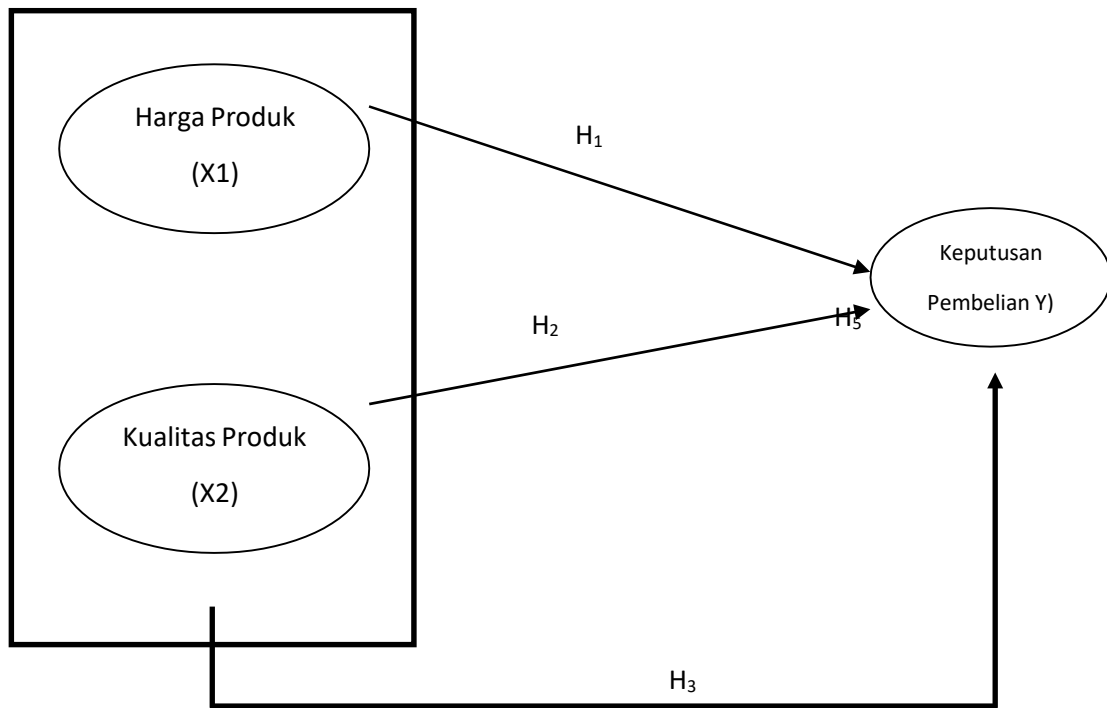 Harga Produk
(X1)
H₁
Keputusan
Pembelian Y)
H₂
H₅
Kualitas Produk
(X2)
H₃